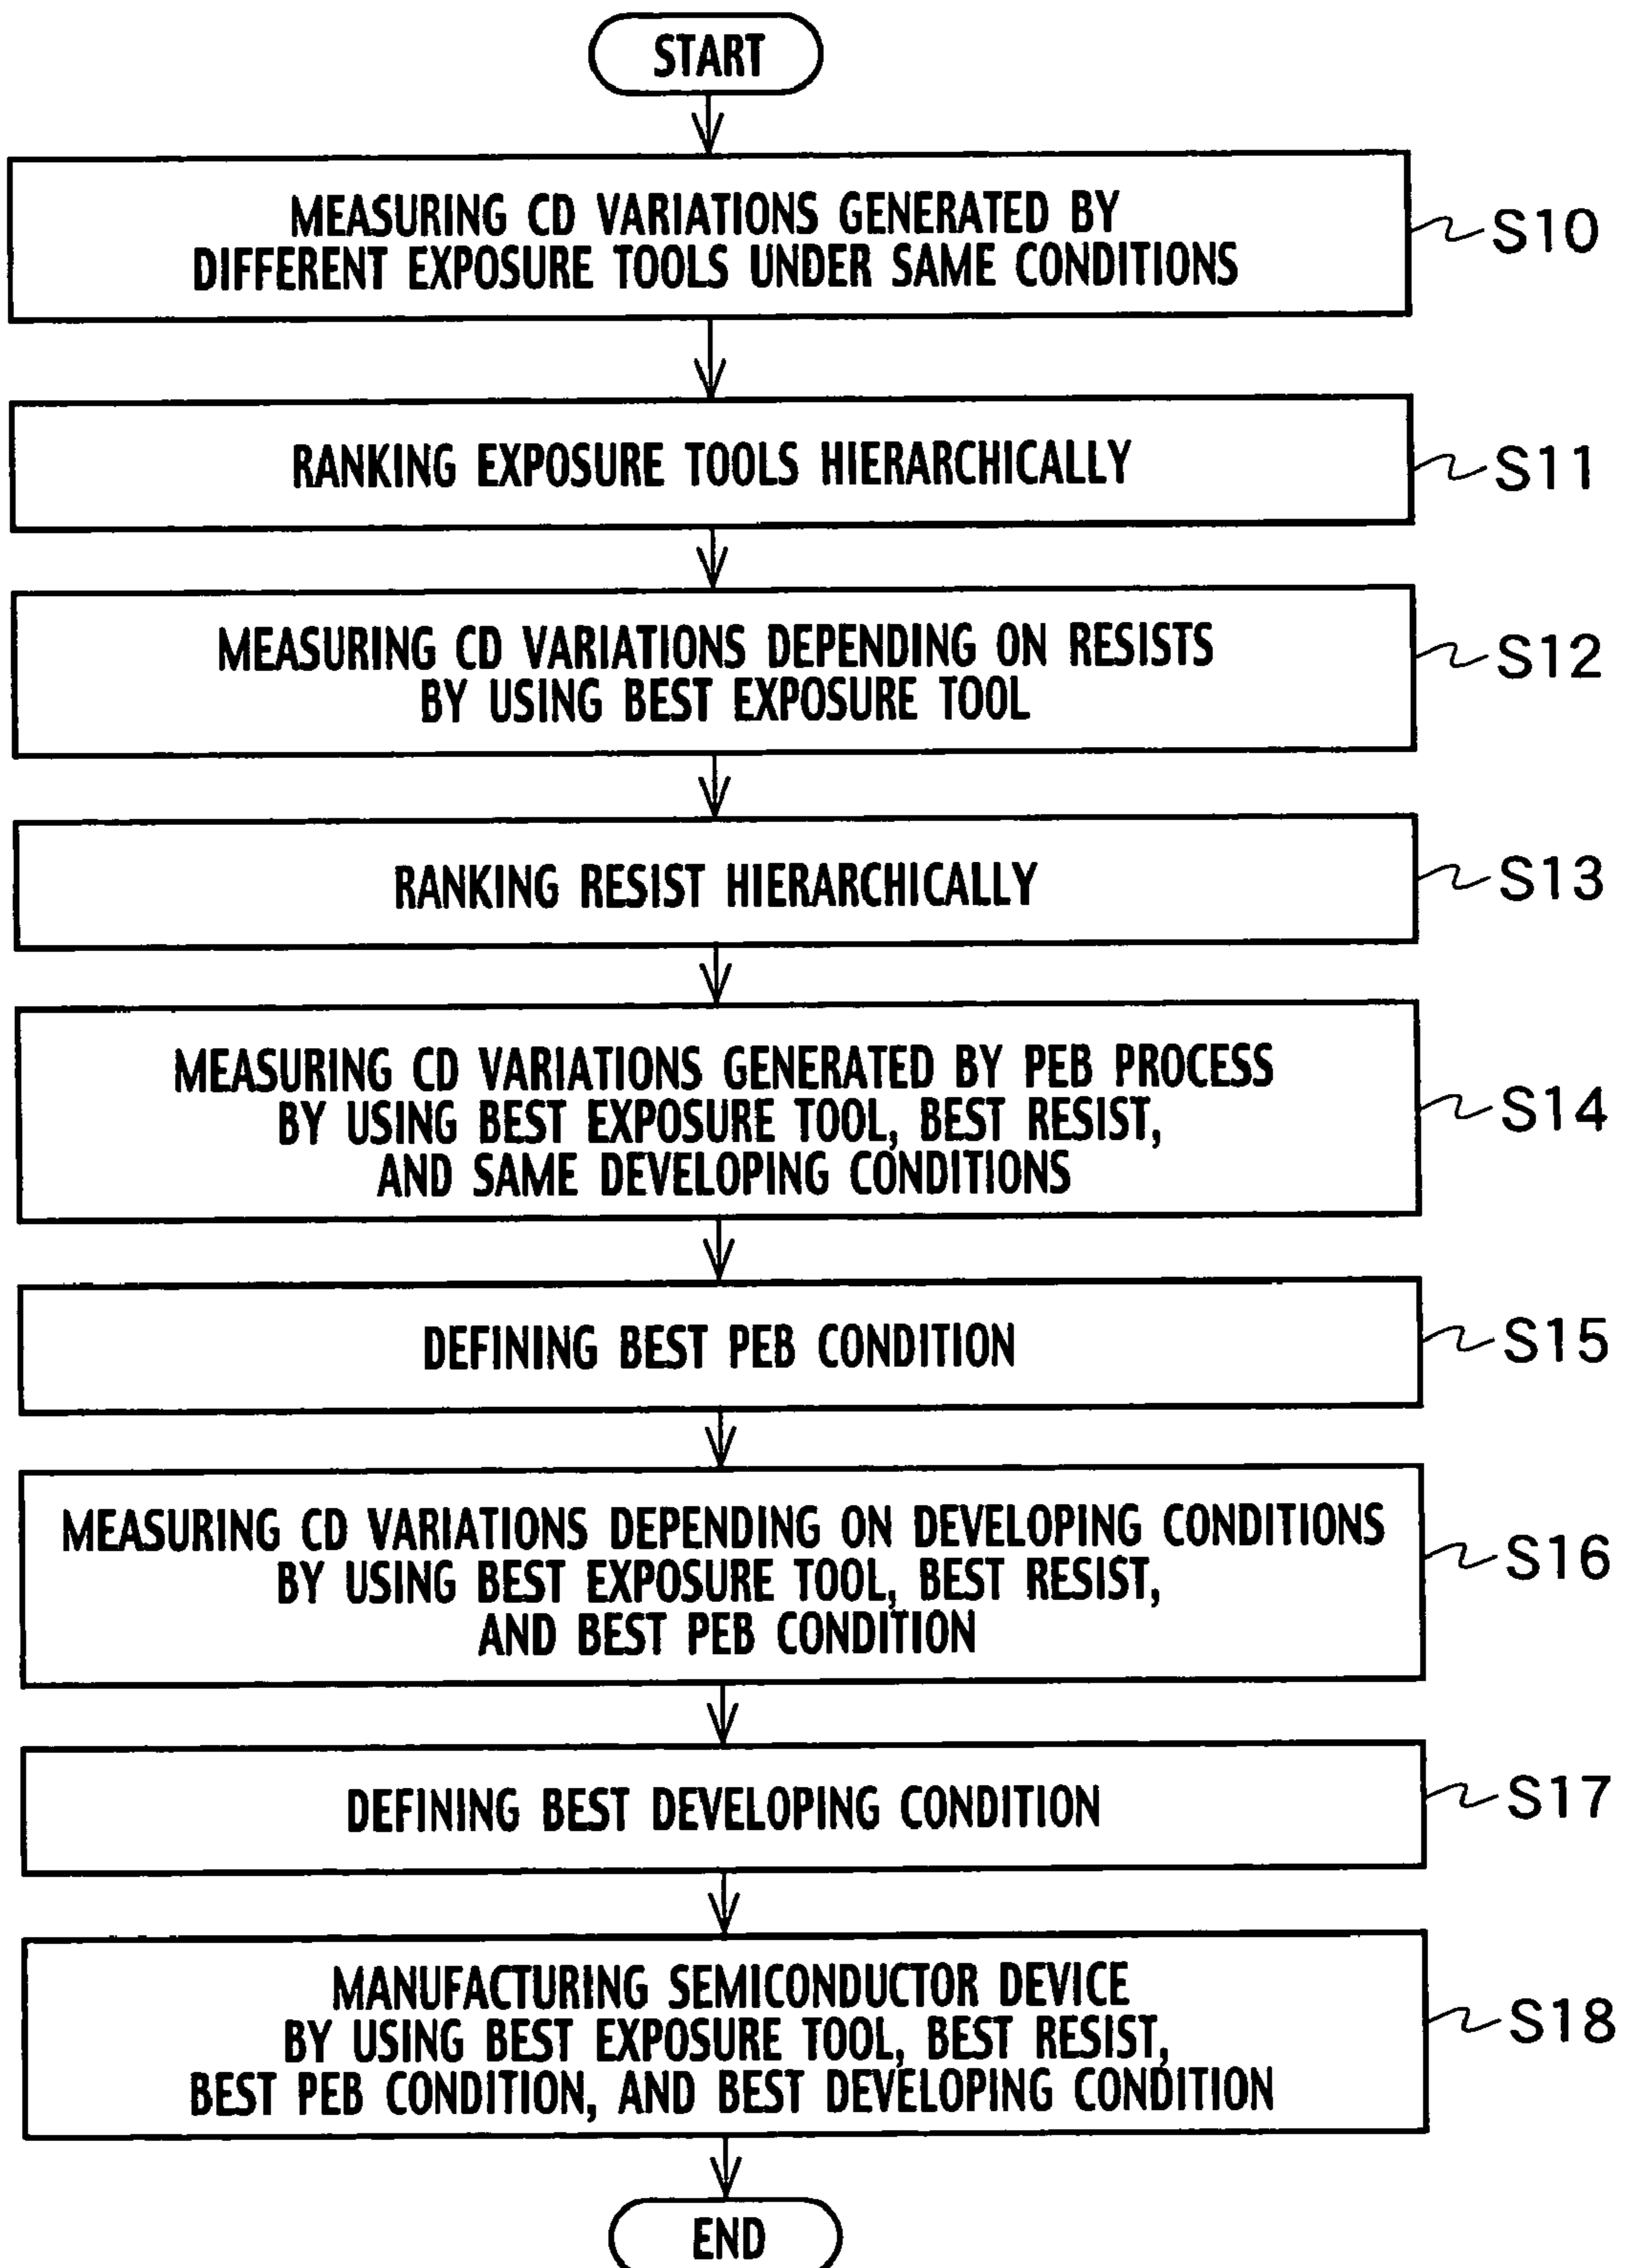 START
MEASURING CD VARIATIONS GENERATED BY
DIFFERENT EXPOSURE TOOLS UNDER SAME CONDITIONS
S10
RANKING EXPOSURE TOOLS HIERARCHICALLY
S11
MEASURING CD VARIATIONS DEPENDING ON RESISTS
BY USING BEST EXPOSURE TOOL
S12
RANKING RESIST HIERARCHICALLY
S13
MEASURING CD VARIATIONS GENERATED BY PEB PROCESS
BY USING BEST EXPOSURE TOOL, BEST RESIST,
AND SAME DEVELOPING CONDITIONS
S14
DEFINING BEST PEB CONDITION
S15
MEASURING CD VARIATIONS DEPENDING ON DEVELOPING CONDITIONS
BY USING BEST EXPOSURE TOOL, BEST RESIST,
AND BEST PEB CONDITION
S16
DEFINING BEST DEVELOPING CONDITION
S17
MANUFACTURING SEMICONDUCTOR DEVICE
BY USING BEST EXPOSURE TOOL, BEST RESIST,
BEST PEB CONDITION, AND BEST DEVELOPING CONDITION
S18
END